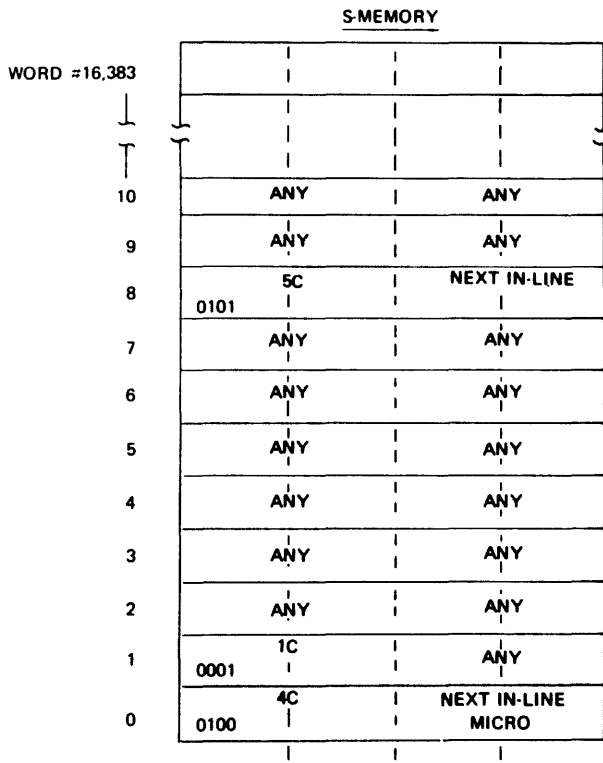 S-MEMORY
WORD #16,383
10 ANY ANY
9 ANY ANY
5C NEXT IN-LINE
8 0101
7 ANY ANY
6 ANY ANY
5 ANY ANY
4 ANY ANY
3 ANY ANY
2 ANY ANY
1C
1 0001 ANY
4C NEXT IN-LINE
0 0100 MICRO